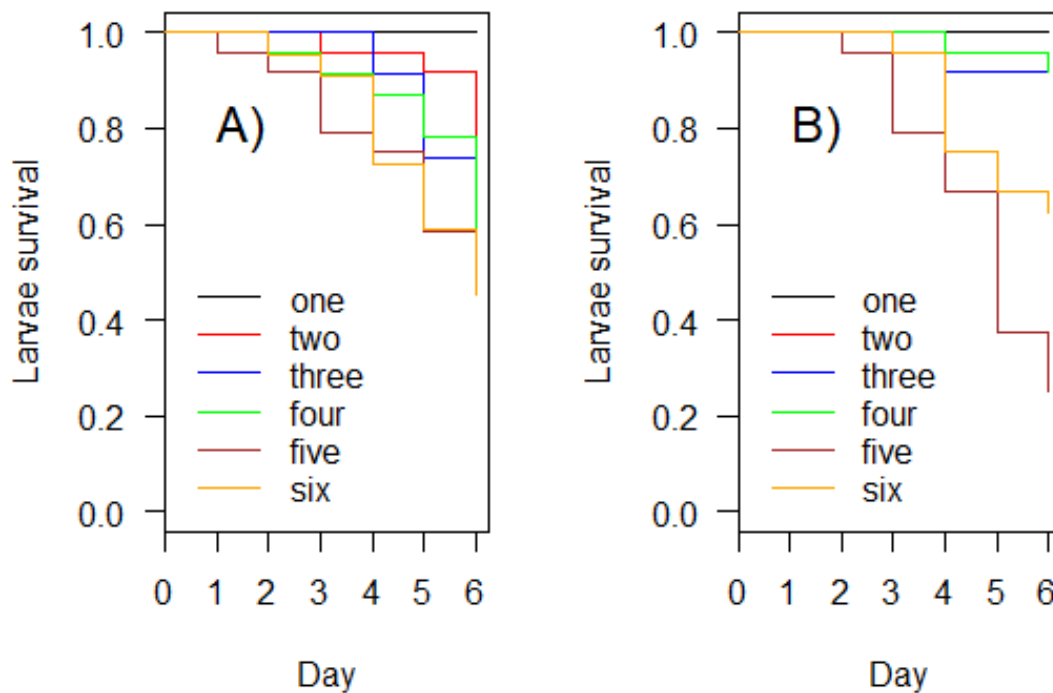 A)
Larvae survival
1.0
0.8
0.6
0.4
0.2
0.0
one
two
three
four
five
six
0 1 2 3 4 5 6
Day
B)
Larvae survival
1.0
0.8
0.6
0.4
0.2
0.0
one
two
three
four
five
six
0 1 2 3 4 5 6
Day